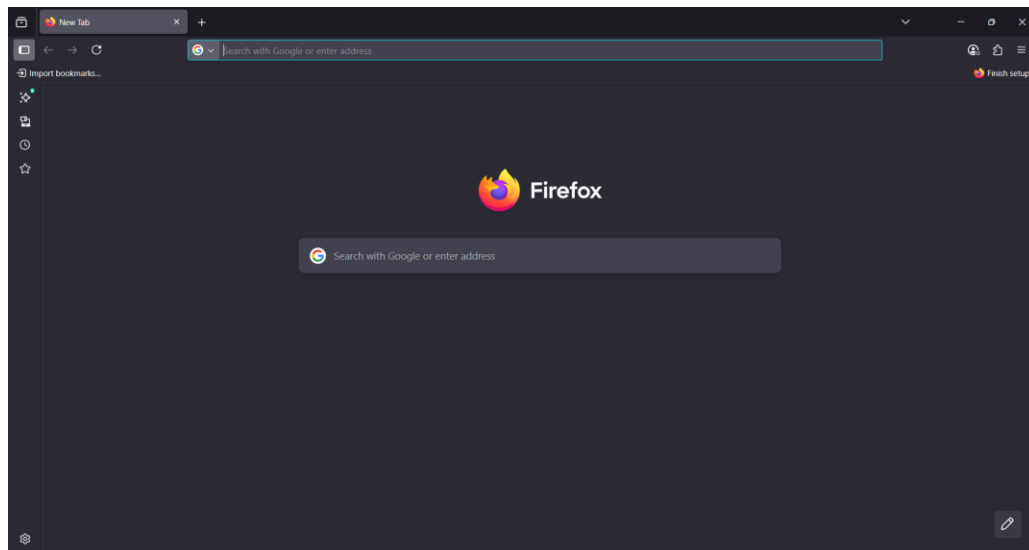 New Tab
Search with Google or enter address
Import bookmarks...
Finish setup
Firefox
Search with Google or enter address